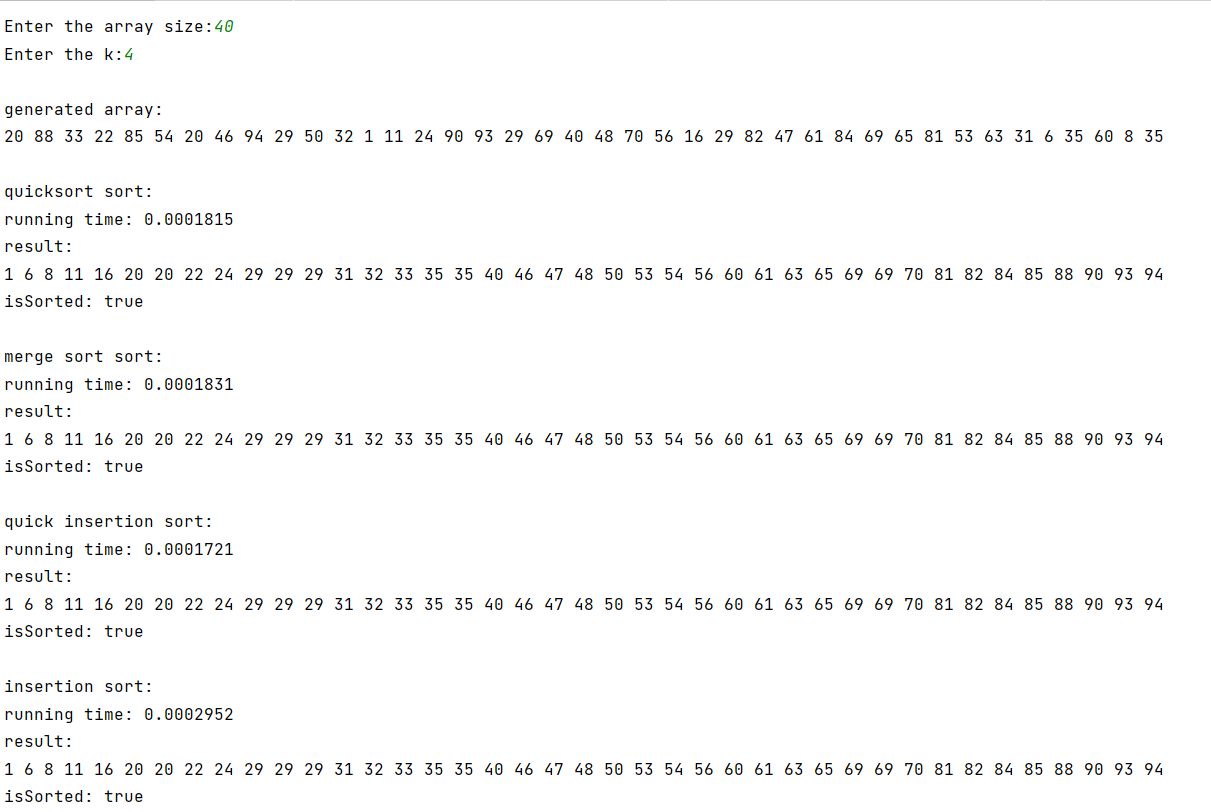 Enter the array size:40
Enter the k:4
generated array:
20 88 33 22 85 54 20 46 94 29 50 32 1 11 24 90 93 29 69 40 48 70 56 16 29 82 47 61 84 69 65 81 53 63 31 6 35 60 8 35
quicksort sort:
running time: 0.0001815
result:
1 6 8 11 16 20 20 22 24 29 29 29 31 32 33 35 35 40 46 47 48 50 53 54 56 60 61 63 65 69 69 70 81 82 84 85 88 90 93 94
isSorted: true
merge sort sort:
running time: 0.0001831
result:
1 6 8 11 16 20 20 22 24 29 29 29 31 32 33 35 35 40 46 47 48 50 53 54 56 60 61 63 65 69 69 70 81 82 84 85 88 90 93 94
isSorted: true
quick insertion sort:
running time: 0.0001721
result:
1 6 8 11 16 20 20 22 24 29 29 29 31 32 33 35 35 40 46 47 48 50 53 54 56 60 61 63 65 69 69 70 81 82 84 85 88 90 93 94
isSorted: true
insertion sort:
running time: 0.0002952
result:
1 6 8 11 16 20 20 22 24 29 29 29 31 32 33 35 35 40 46 47 48 50 53 54 56 60 61 63 65 69 69 70 81 82 84 85 88 90 93 94
isSorted: true